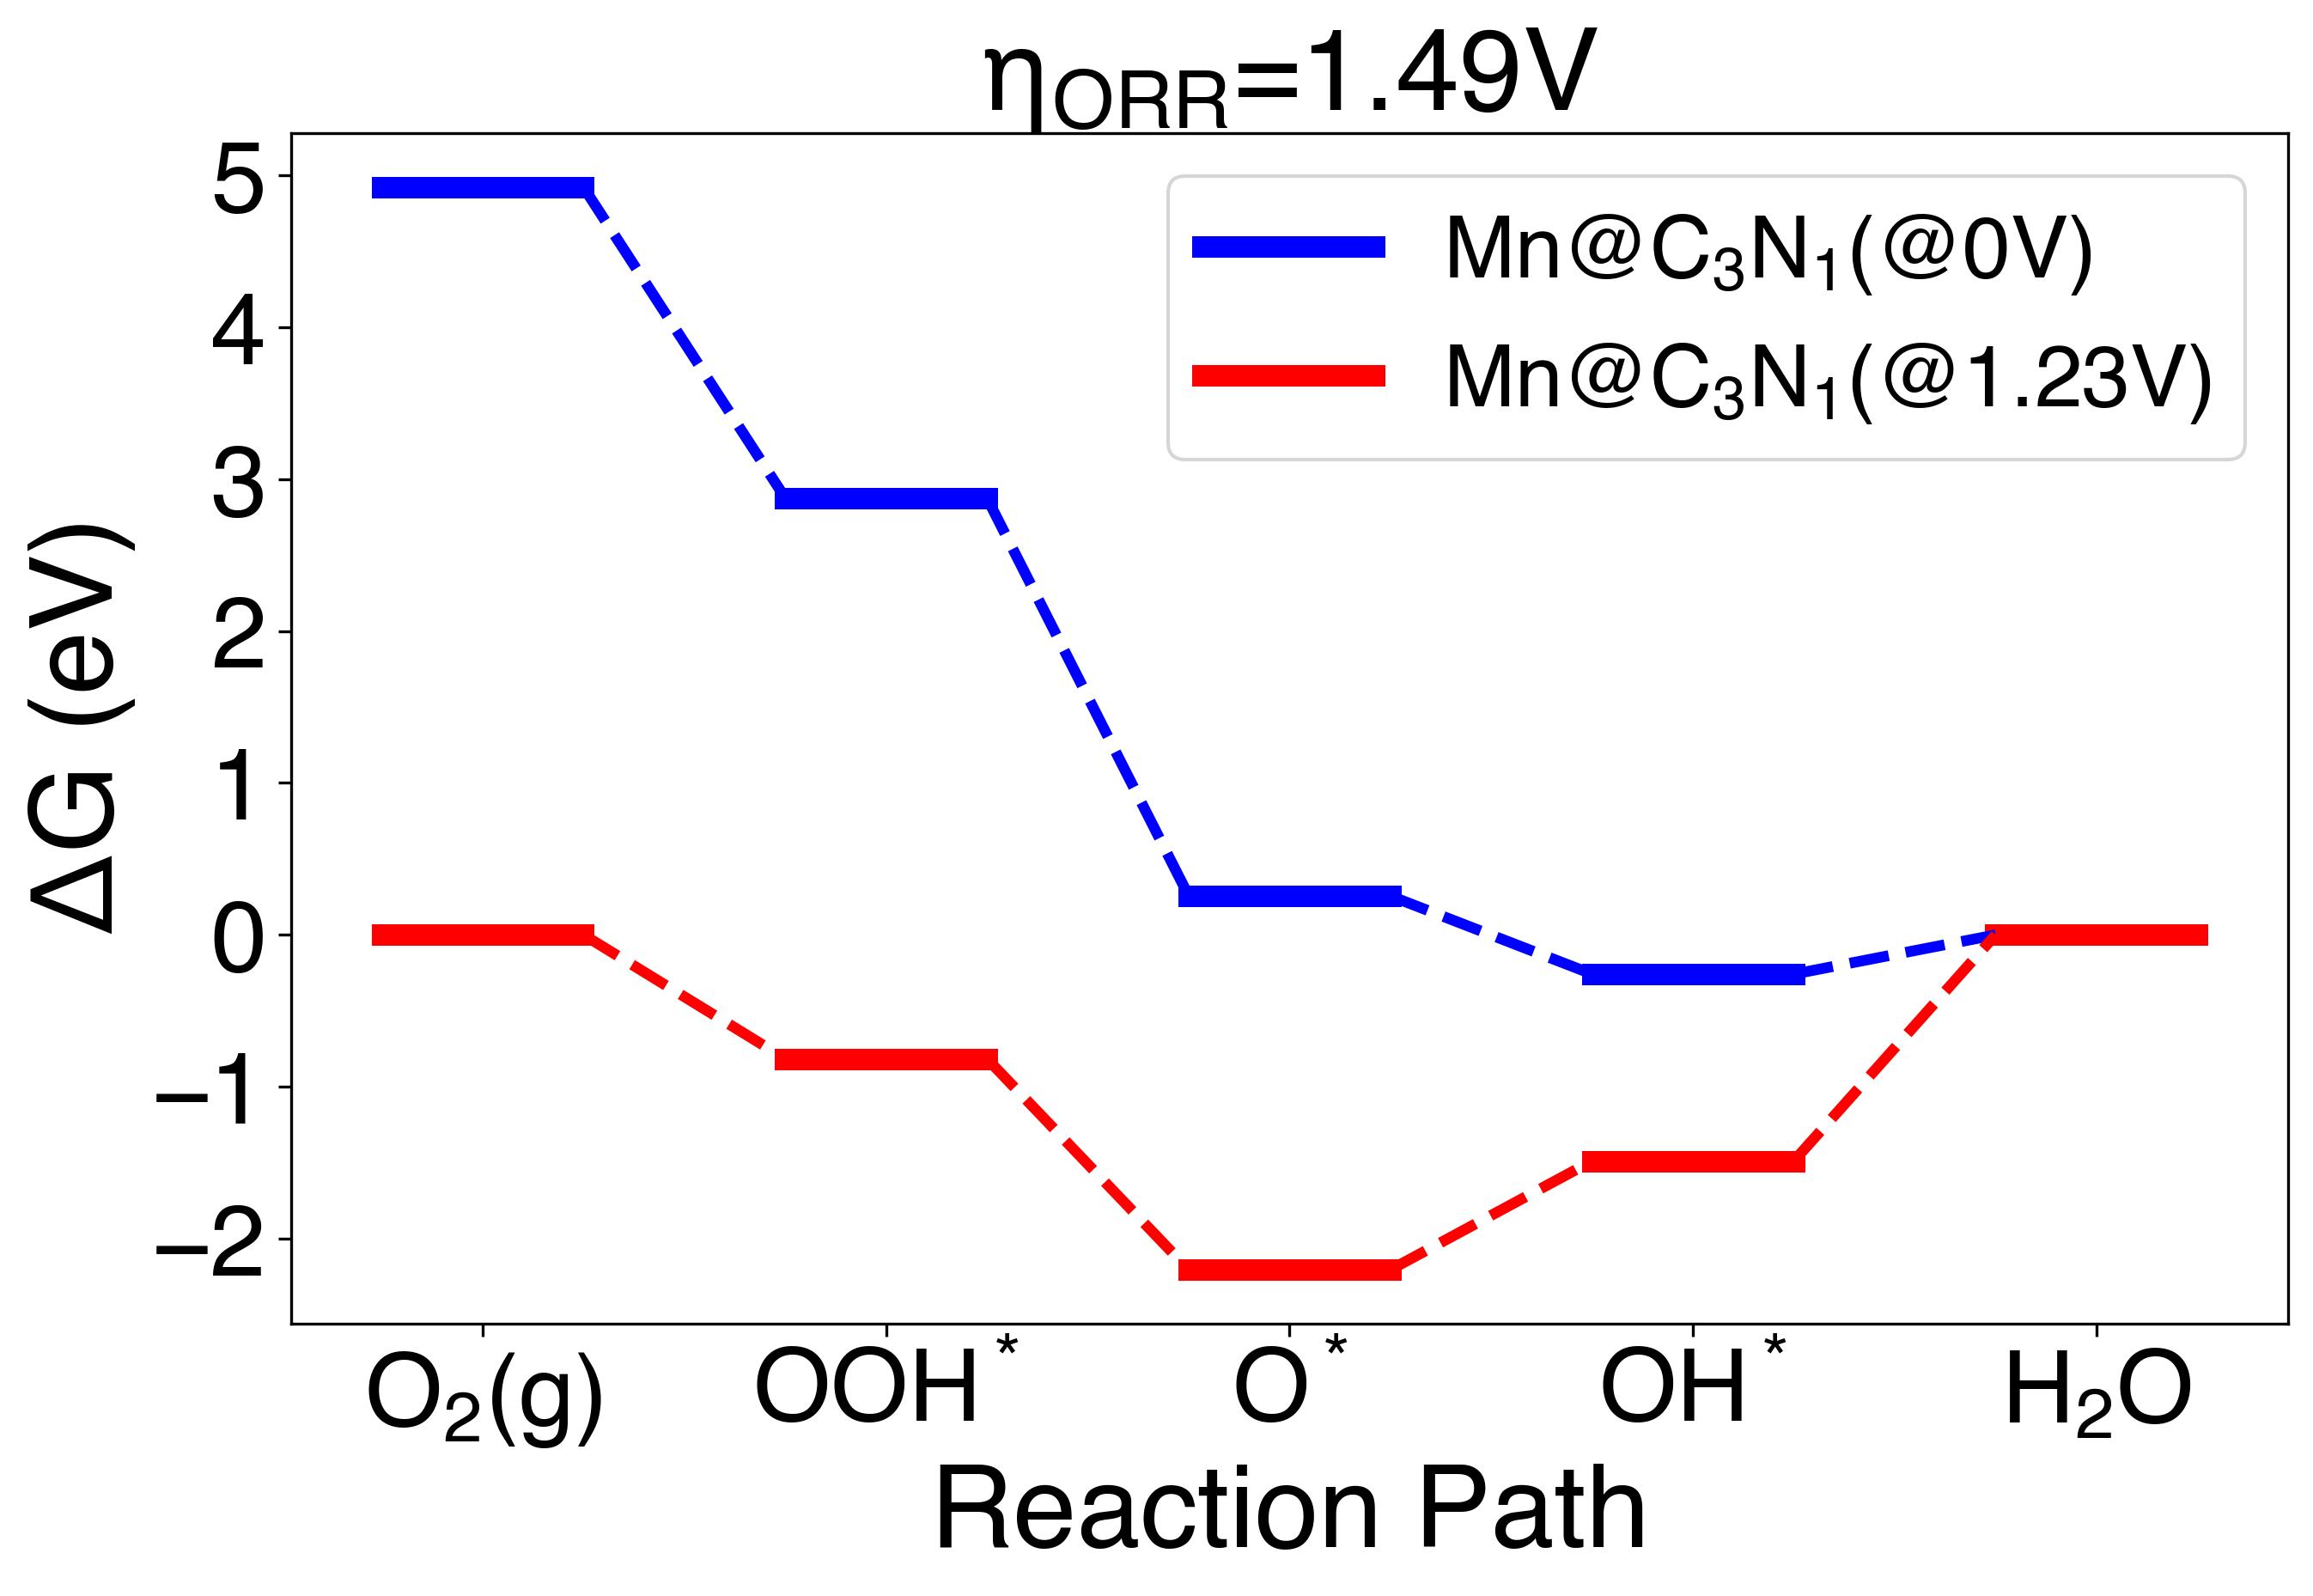 η_ORR=1.49V
5
4
3
2
1
0
−1
−2
ΔG (eV)
Mn@C₃N₁(@0V)
Mn@C₃N₁(@1.23V)
O₂(g)
OOH*
O*
OH*
H₂O
Reaction Path